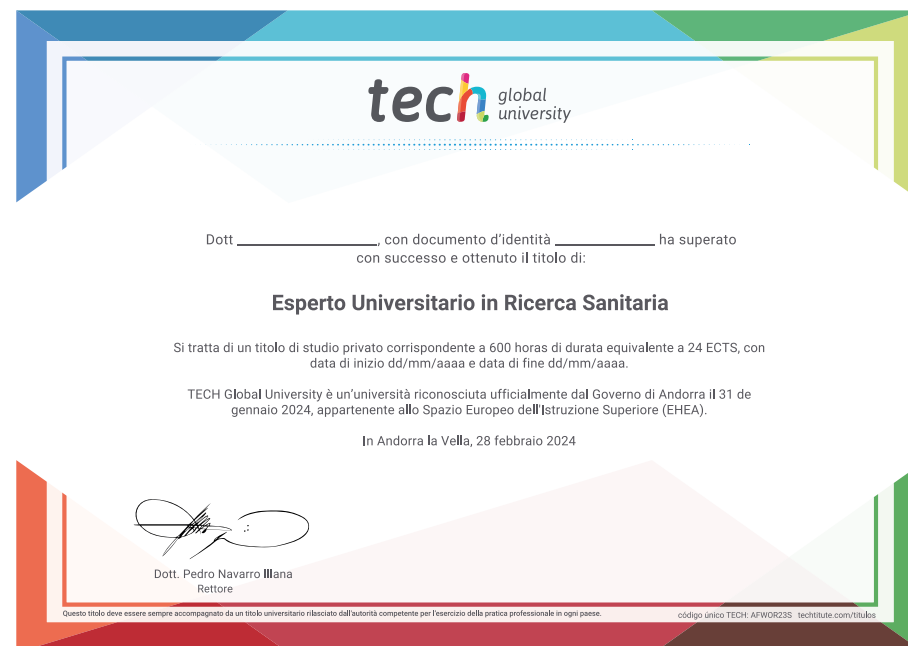 tech global university
Dott ____________________, con documento d'identità ______________ ha superato
con successo e ottenuto il titolo di:
Esperto Universitario in Ricerca Sanitaria
Si tratta di un titolo di studio privato corrispondente a 600 horas di durata equivalente a 24 ECTS, con
data di inizio dd/mm/aaaa e data di fine dd/mm/aaaa.
TECH Global University è un'università riconosciuta ufficialmente dal Governo di Andorra il 31 de
gennaio 2024, appartenente allo Spazio Europeo dell'Istruzione Superiore (EHEA).
In Andorra la Vella, 28 febbraio 2024
Dott. Pedro Navarro Illana
Rettore
Questo titolo deve essere sempre accompagnato da un titolo universitario rilasciato dall'autorità competente per l'esercizio della pratica professionale in ogni paese.
código único TECH: AFWOR23S techtitute.com/titulos